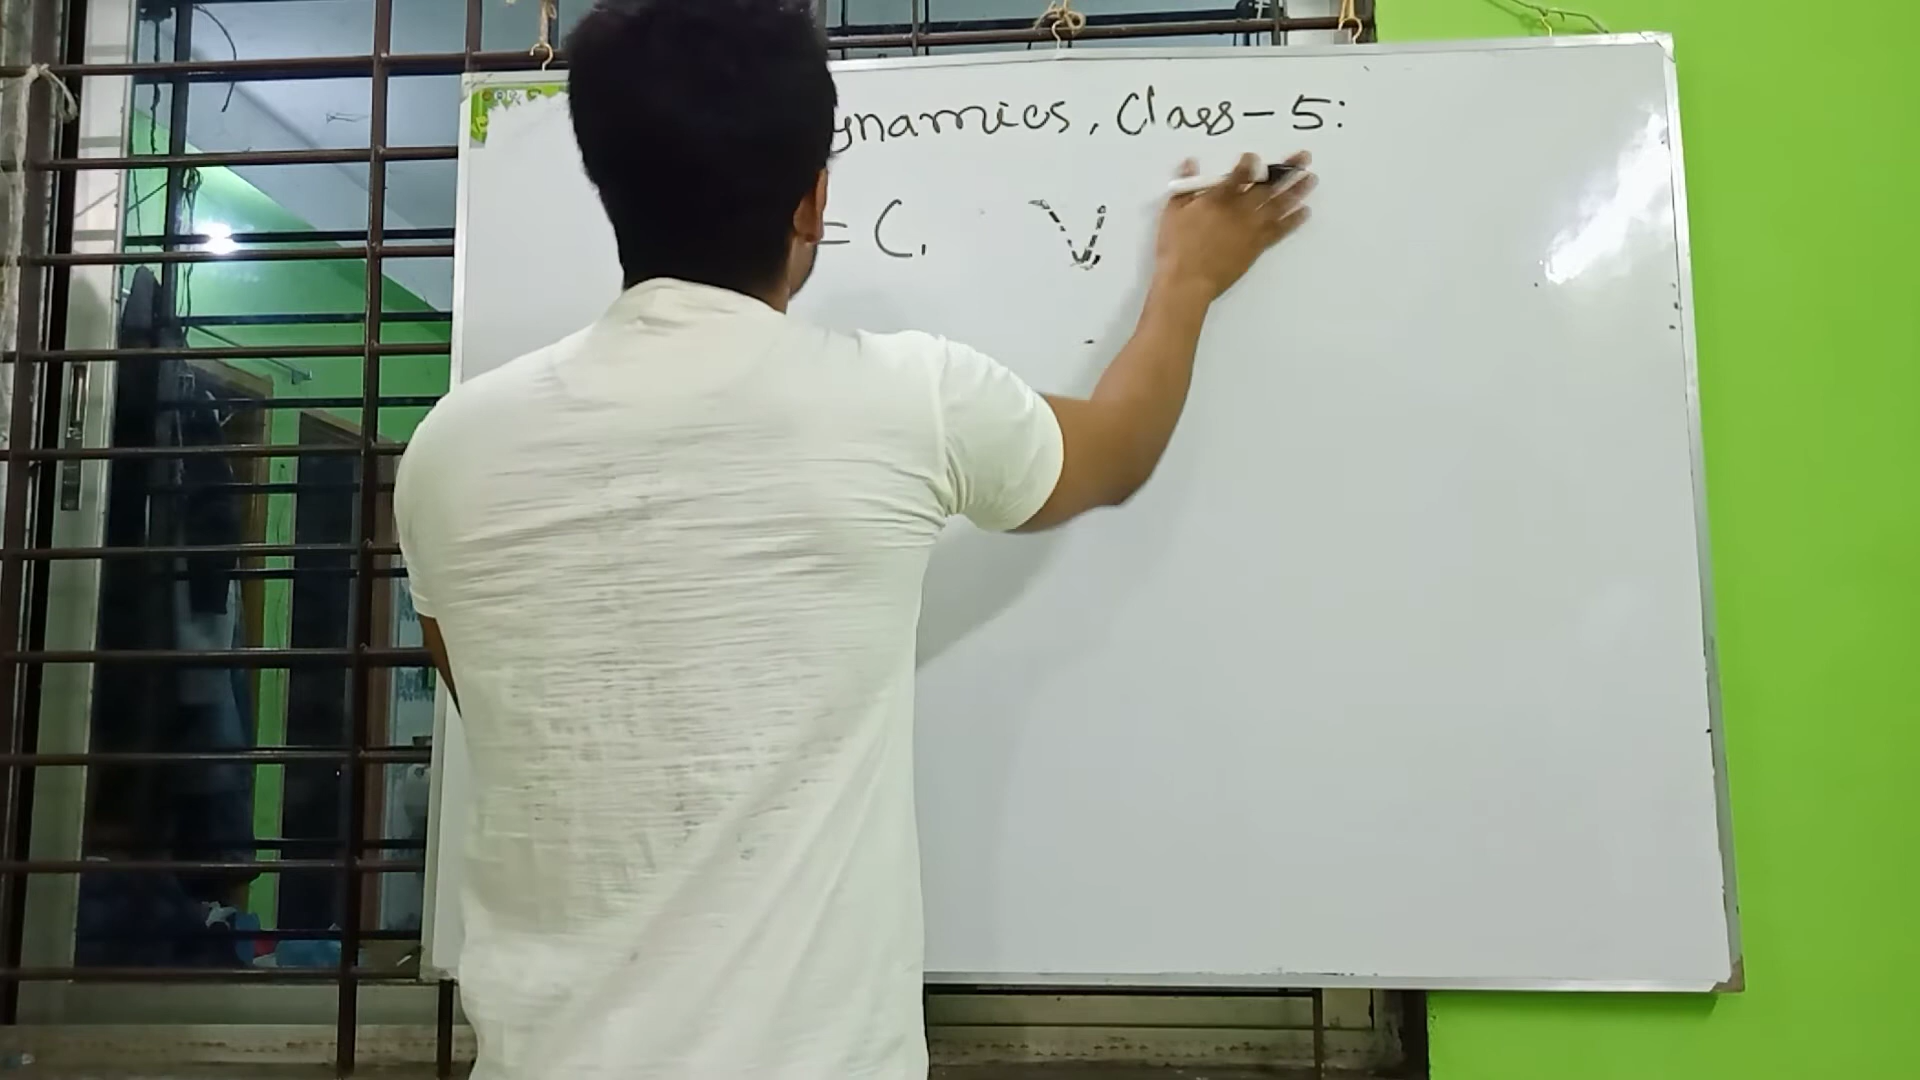 ynamics, Class-5:
= C, V